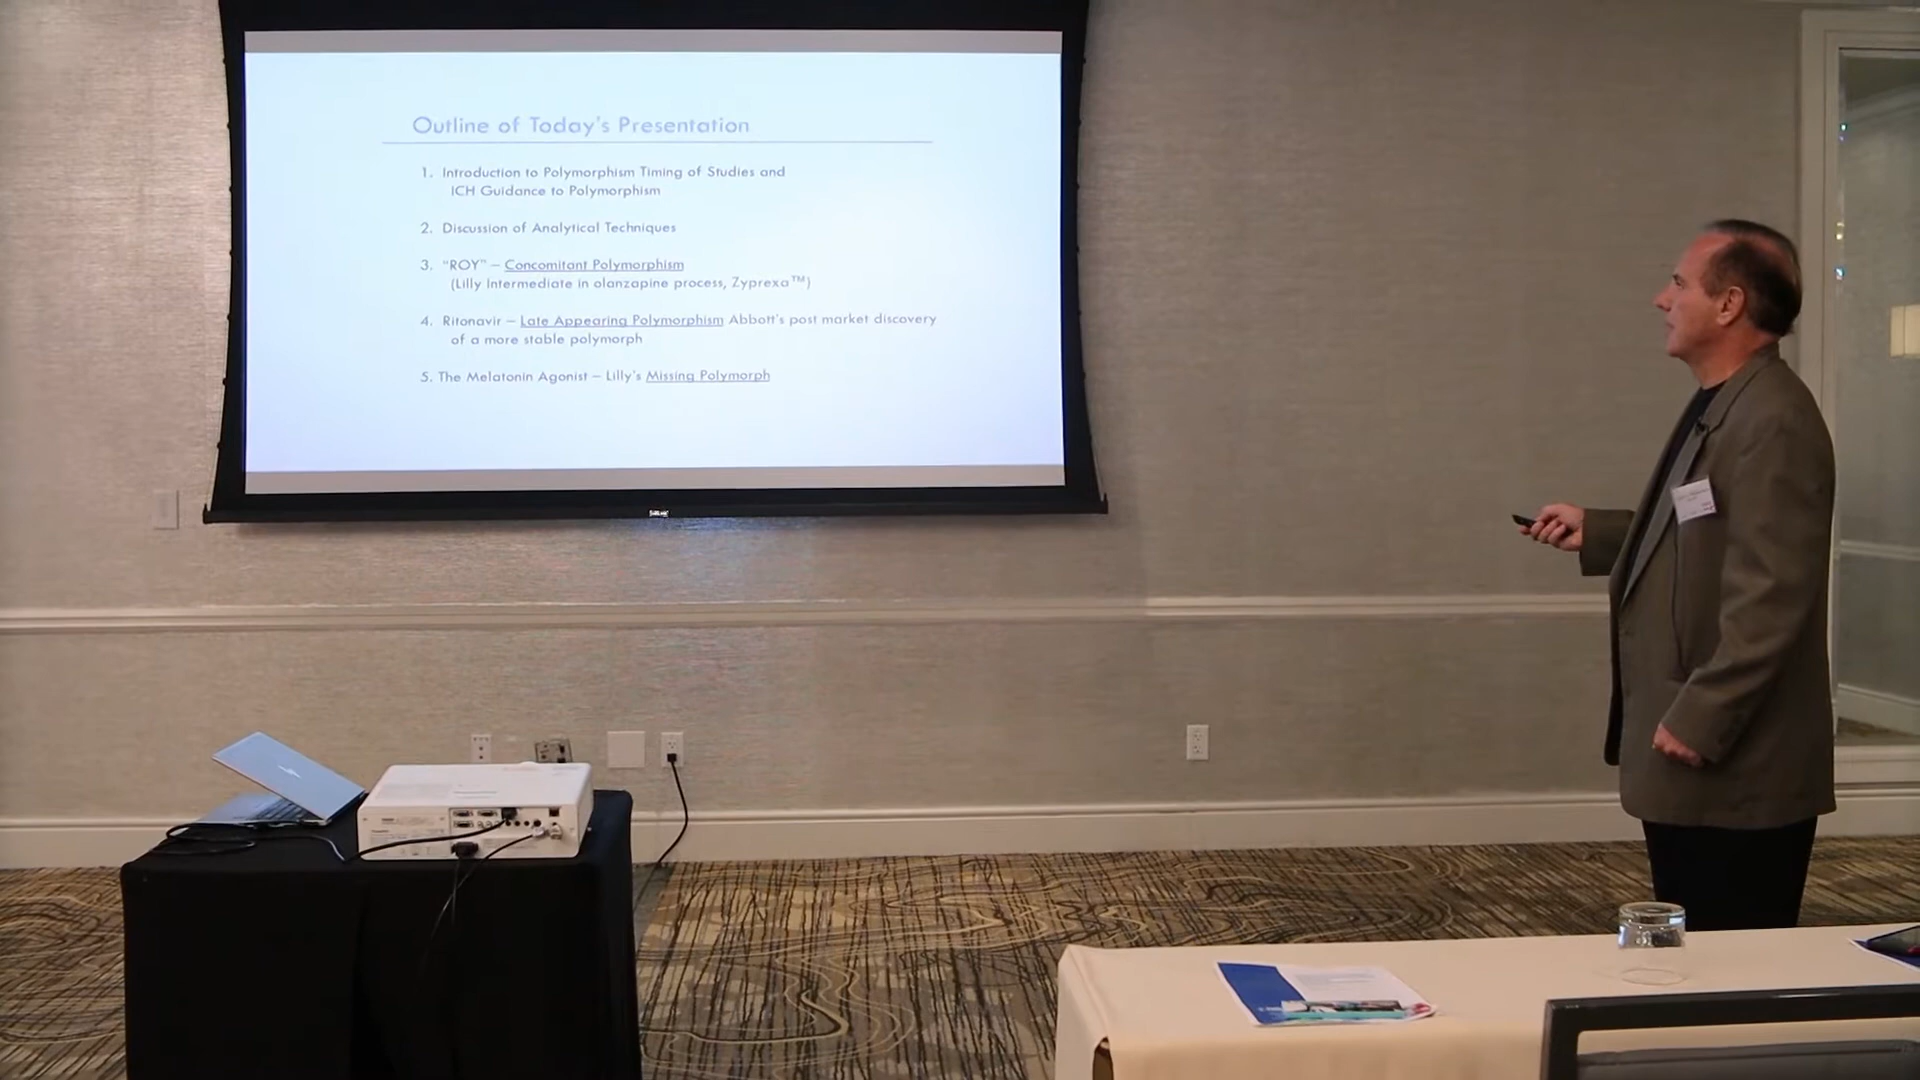 Outline of Today's Presentation
1. Introduction to Polymorphism Timing of Studies and
ICH Guidance to Polymorphism
2. Discussion of Analytical Techniques
3. "ROY" – Concomitant Polymorphism
(Lilly Intermediate in olanzapine process, Zyprexa™)
4. Ritonavir – Late Appearing Polymorphism Abbott's post market discovery
of a more stable polymorph
5. The Melatonin Agonist – Lilly's Missing Polymorph